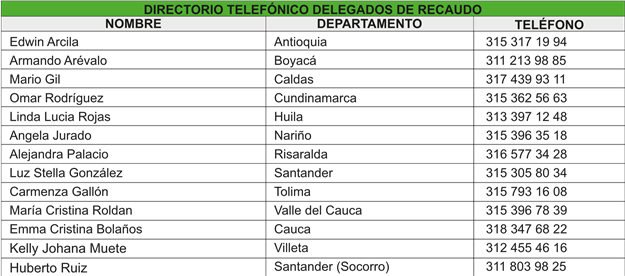 DIRECTORIO TELEFÓNICO DELEGADOS DE RECAUDO
NOMBRE DEPARTAMENTO TELÉFONO
Edwin Arcila Antioquia 315 317 19 94
Armando Arévalo Boyacá 311 213 98 85
Mario Gil Caldas 317 439 93 11
Omar Rodríguez Cundinamarca 315 362 56 63
Linda Lucia Rojas Huila 313 397 12 48
Angela Jurado Nariño 315 396 35 18
Alejandra Palacio Risaralda 316 577 34 28
Luz Stella González Santander 315 305 80 34
Carmenza Gallón Tolima 315 793 16 08
María Cristina Roldan Valle del Cauca 315 396 78 39
Emma Cristina Bolaños Cauca 318 347 68 22
Kelly Johana Muete Villeta 312 455 46 16
Huberto Ruiz Santander (Socorro) 311 803 98 25